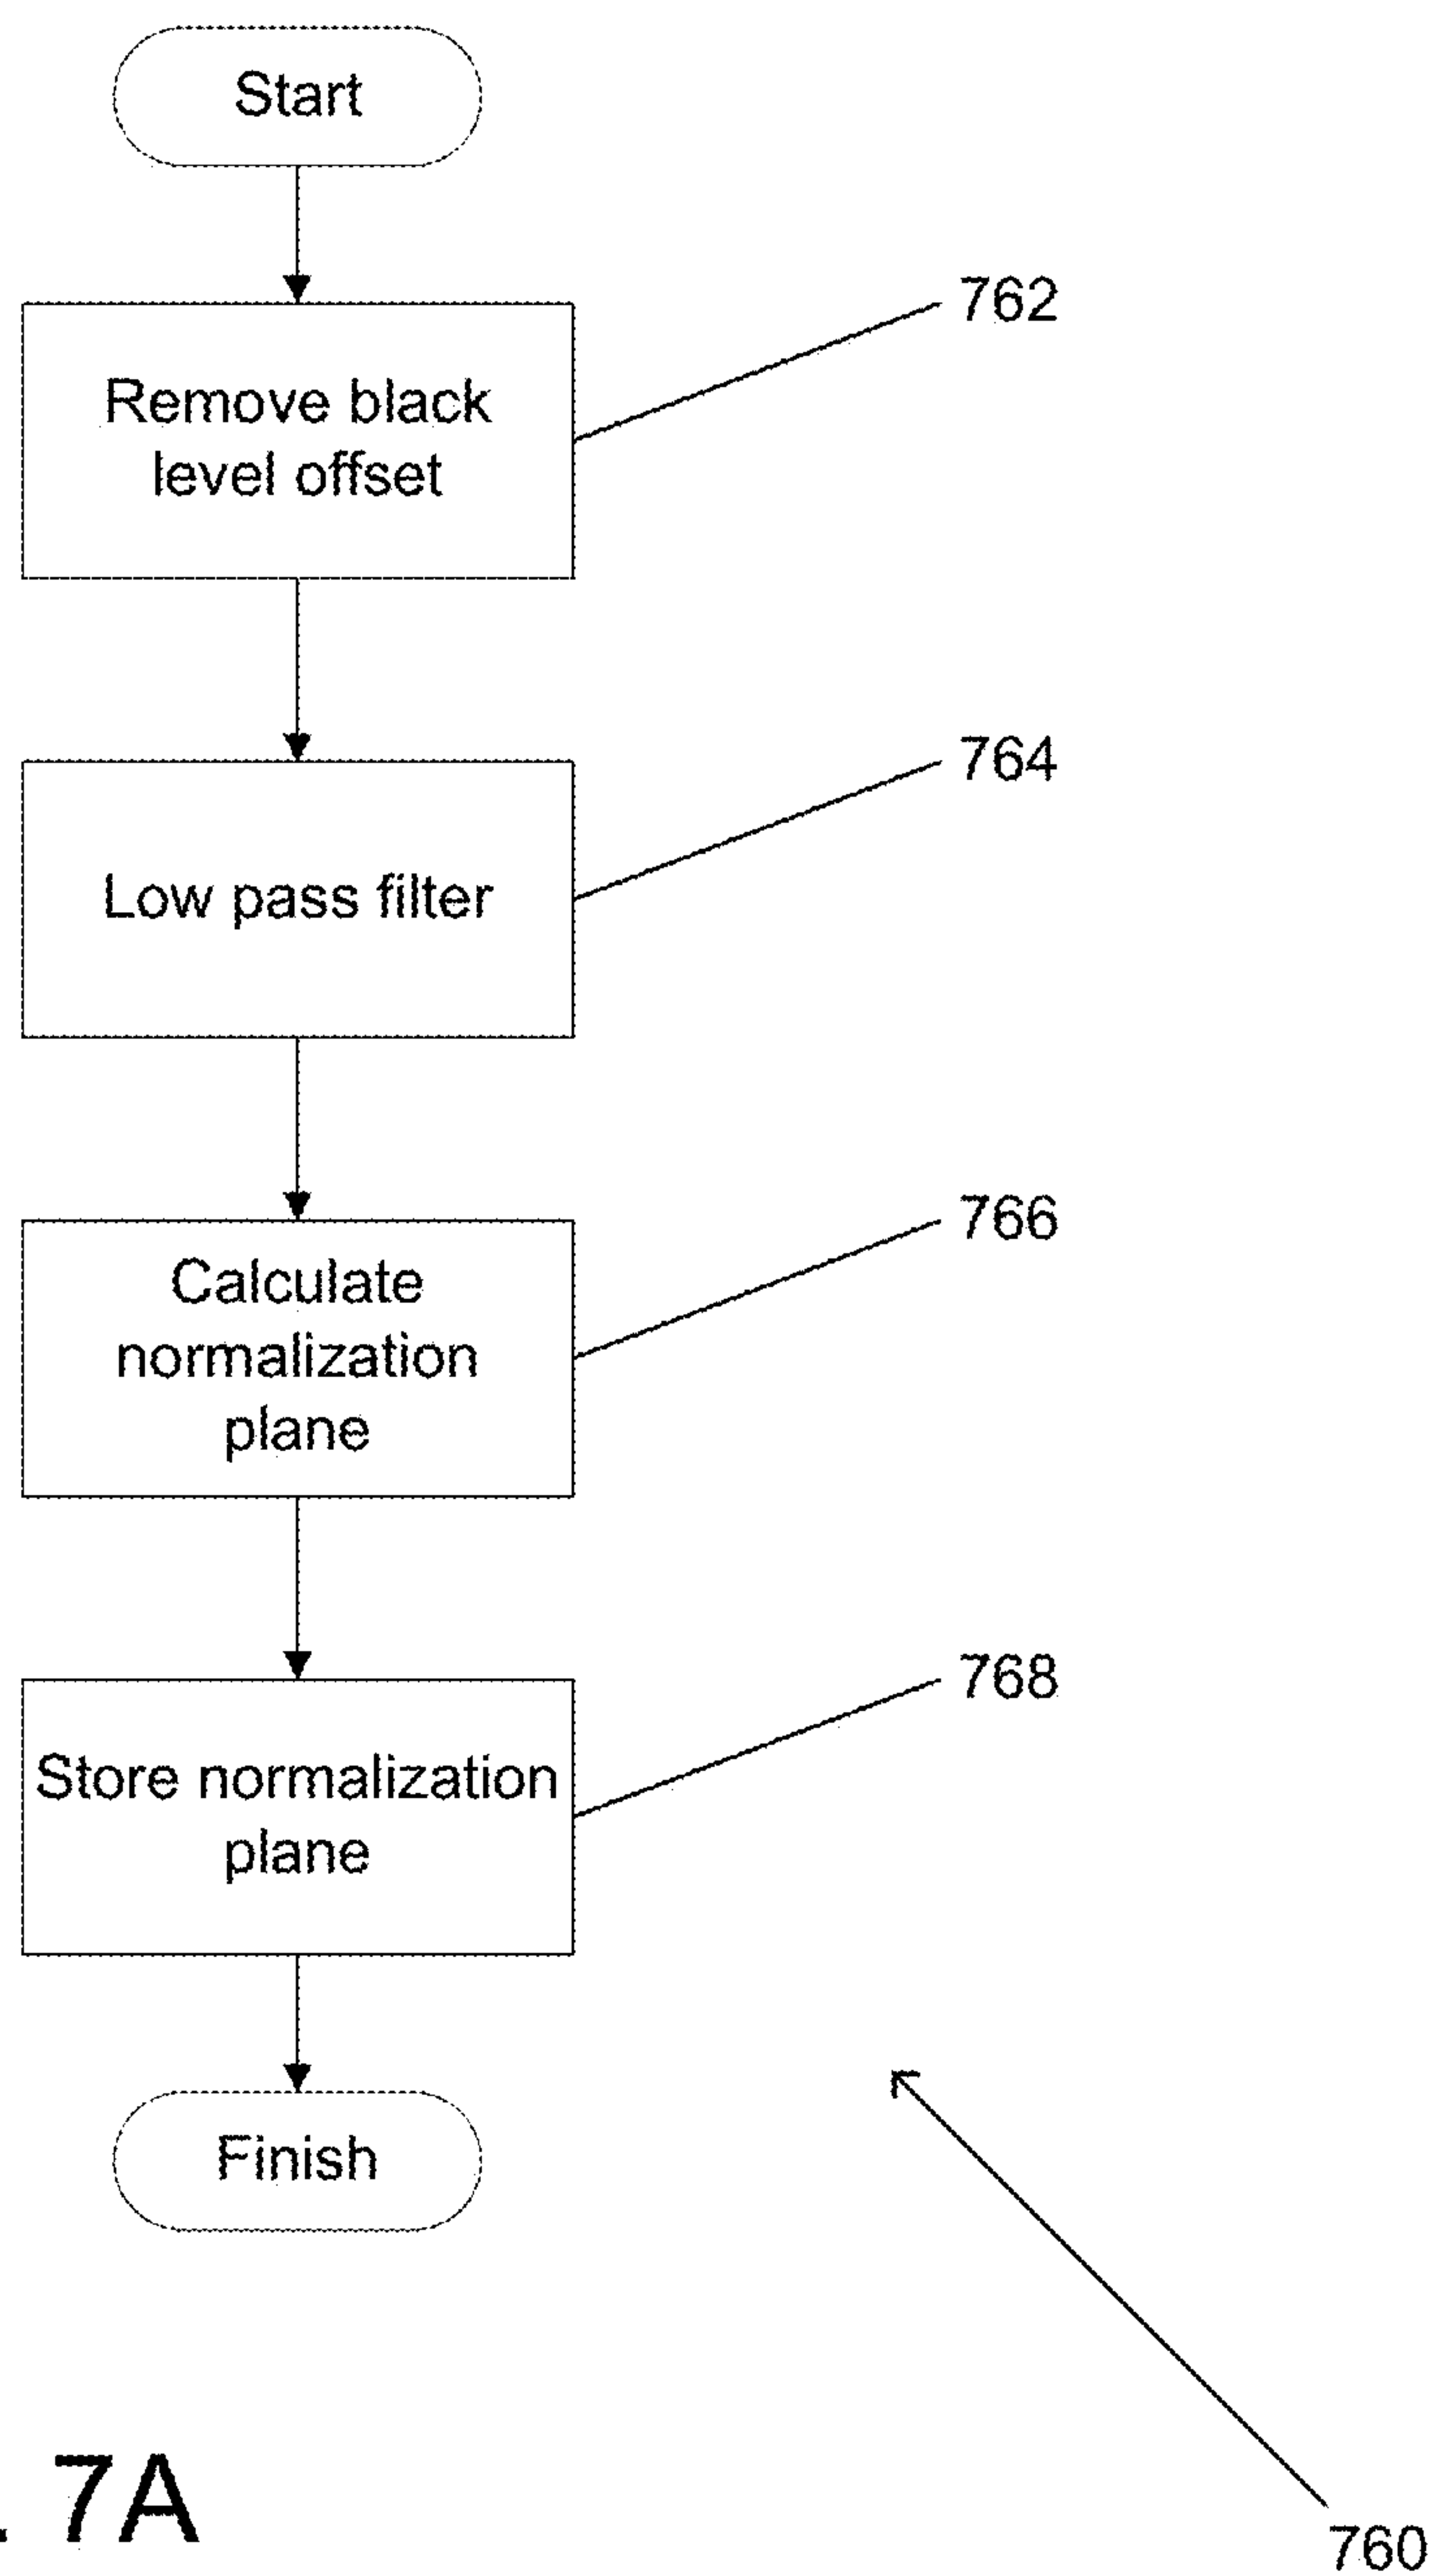 Start
762
Remove black
level offset
764
Low pass filter
766
Calculate
normalization
plane
768
Store normalization
plane
Finish
. 7A
760